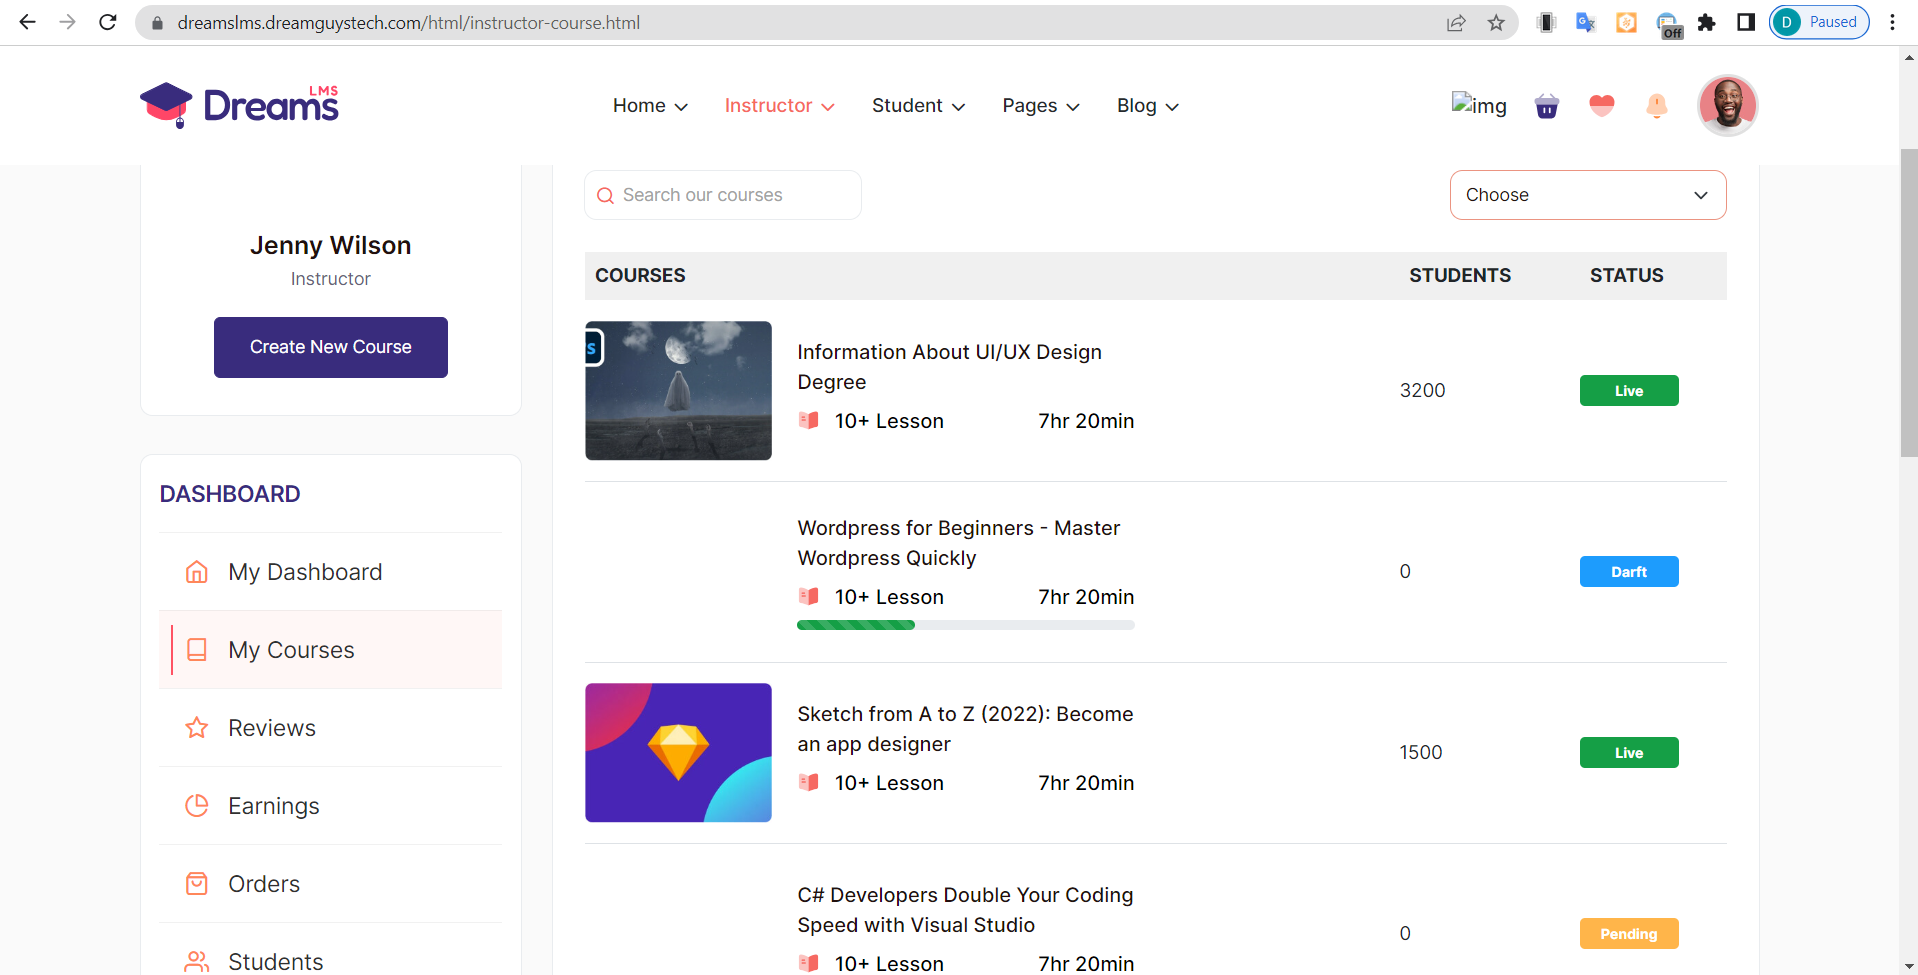 dreamslms.dreamguystech.com/html/instructor-course.html
Off
D Paused
Dreams LMS
Home Instructor Student Pages Blog img
Search our courses Choose
Jenny Wilson
Instructor
Create New Course
DASHBOARD
My Dashboard
My Courses
Reviews
Earnings
Orders
Students
COURSES STUDENTS STATUS
Information About UI/UX Design
Degree
10+ Lesson 7hr 20min
3200 Live
Wordpress for Beginners - Master
Wordpress Quickly
10+ Lesson 7hr 20min
0 Darft
Sketch from A to Z (2022): Become
an app designer
10+ Lesson 7hr 20min
1500 Live
C# Developers Double Your Coding
Speed with Visual Studio
10+ Lesson 7hr 20min
0 Pending